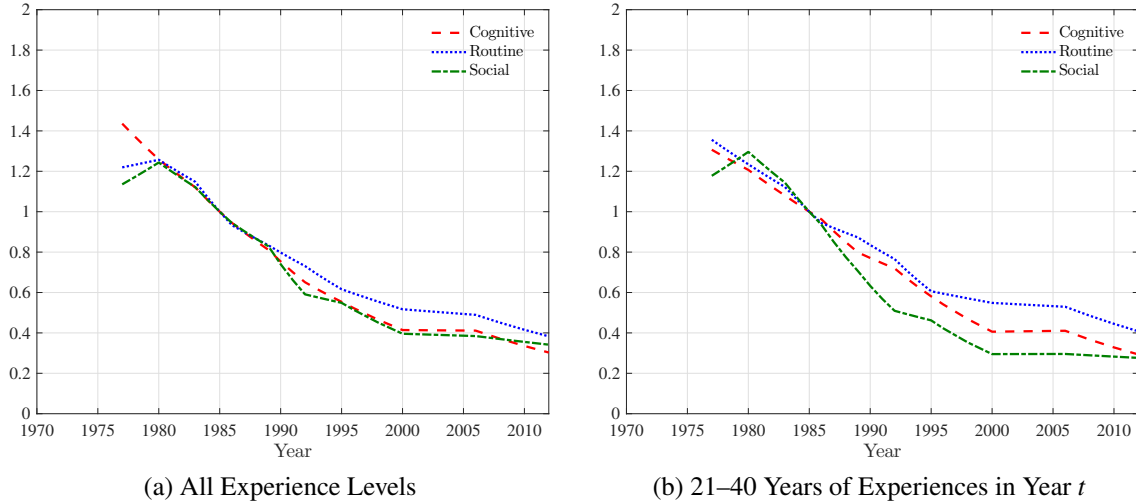 2
1.8
1.6
1.4
1.2
1
0.8
0.6
0.4
0.2
0
1970 1975 1980 1985 1990 1995 2000 2005 2010
Year
Cognitive
Routine
Social
(a) All Experience Levels
2
1.8
1.6
1.4
1.2
1
0.8
0.6
0.4
0.2
0
1970 1975 1980 1985 1990 1995 2000 2005 2010
Year
Cognitive
Routine
Social
(b) 21–40 Years of Experiences in Year t